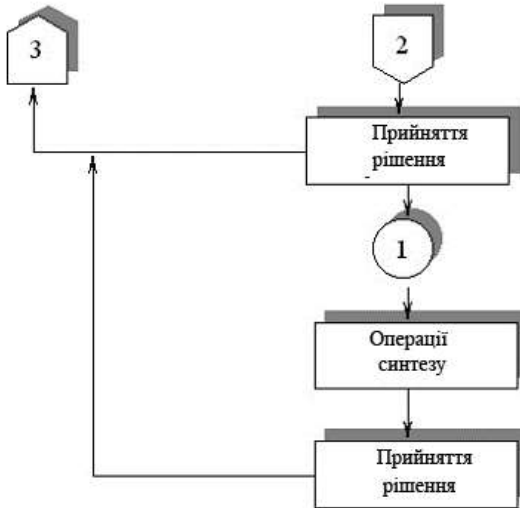 3
2
Прийняття
рішення
1
Операції
синтезу
Прийняття
рішення